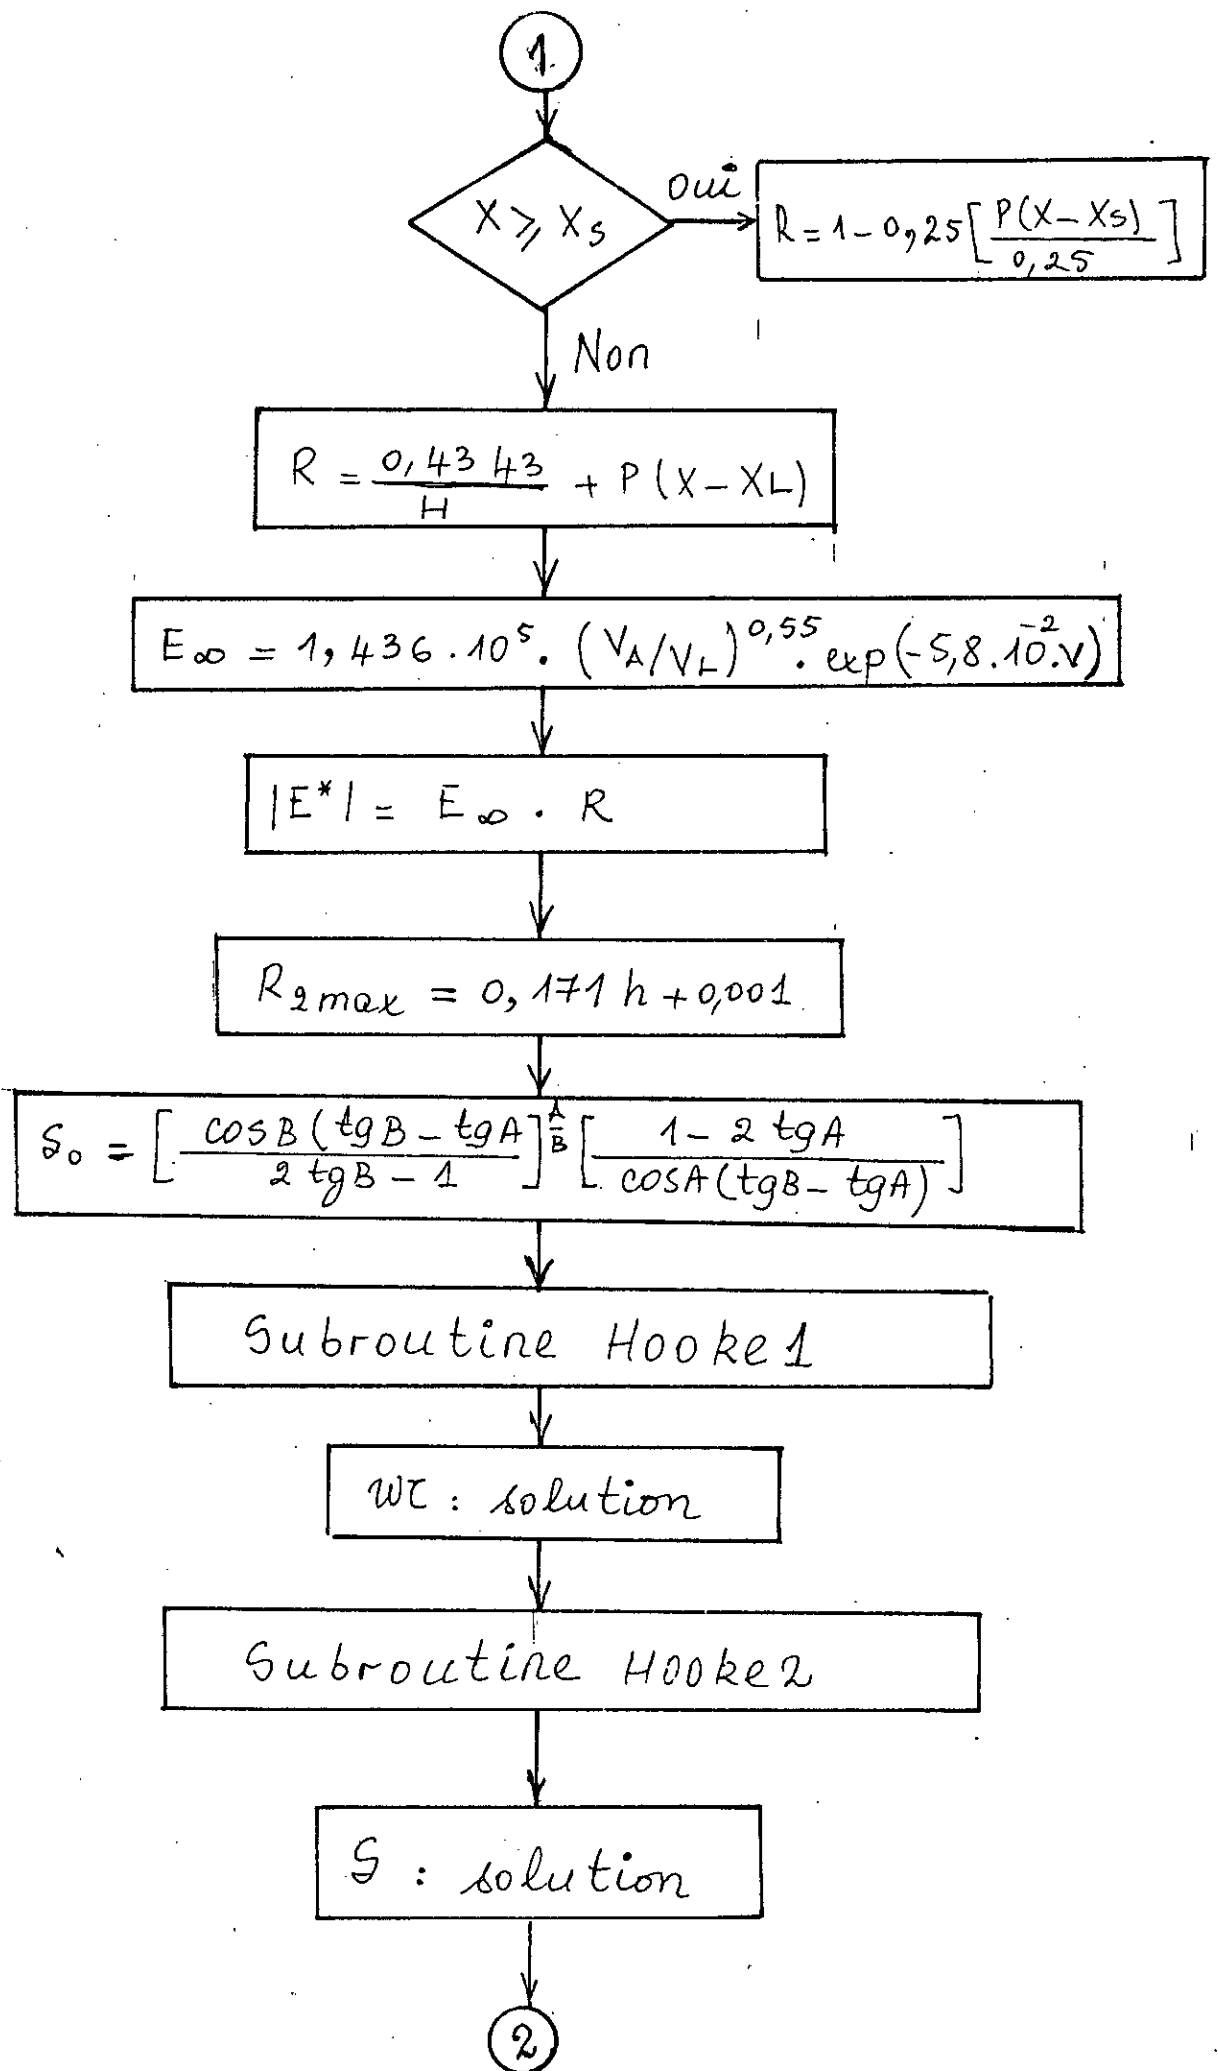 1
X ⩾ Xs
oui
R = 1 - 0,25 [ P(X - Xs) / 0,25 ]
Non
R = 0,4343 / H + P(X - XL)
E∞ = 1,436 . 10^5 . (VA/VL)^0,55 . exp(-5,8.10^-2.V)
|E*| = E∞ . R
R2max = 0,171 h + 0,001
S0 = [ cosB(tgB - tgA / 2 tgB - 1 ]^A/B [ 1 - 2 tgA / cosA(tgB - tgA) ]
Subroutine Hooke1
wτ : solution
Subroutine Hooke2
S : solution
2